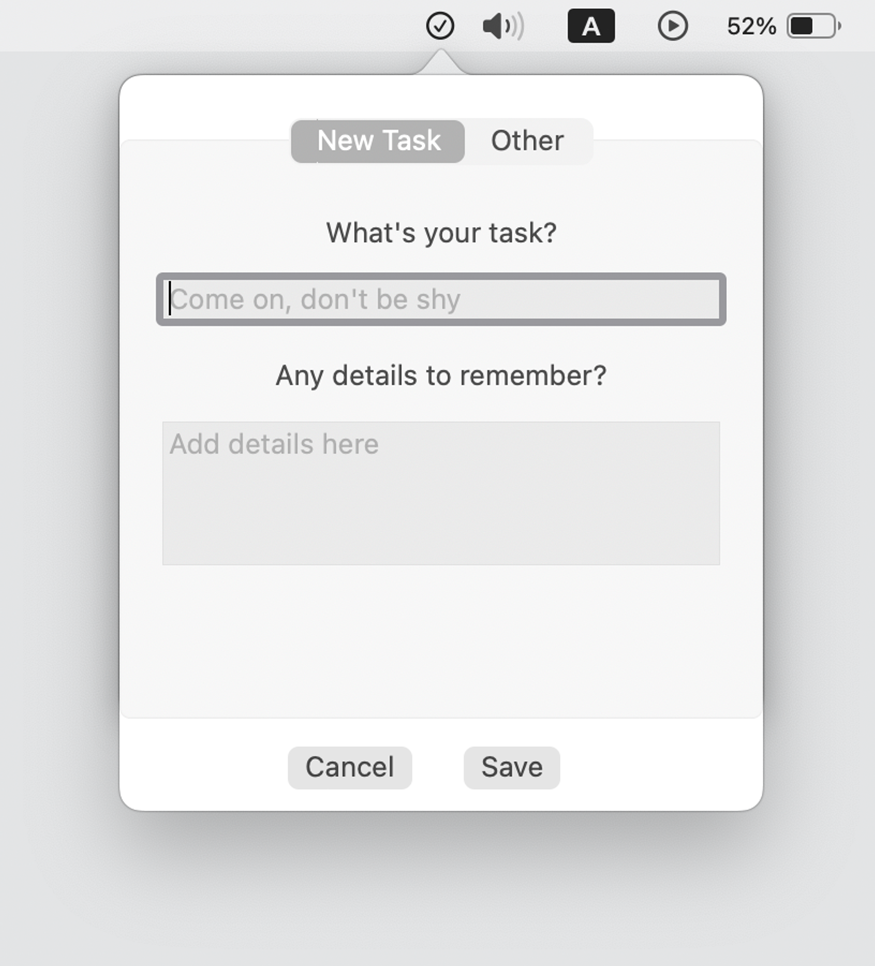 A 52%
New Task Other
What's your task?
Come on, don't be shy
Any details to remember?
Add details here
Cancel Save